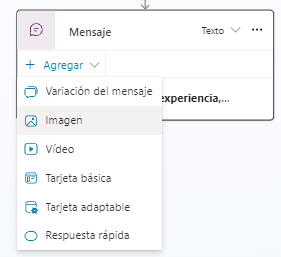 Mensaje
Texto
Agregar
Variación del mensaje
experiencia,...
Imagen
Vídeo
Tarjeta básica
Tarjeta adaptable
Respuesta rápida